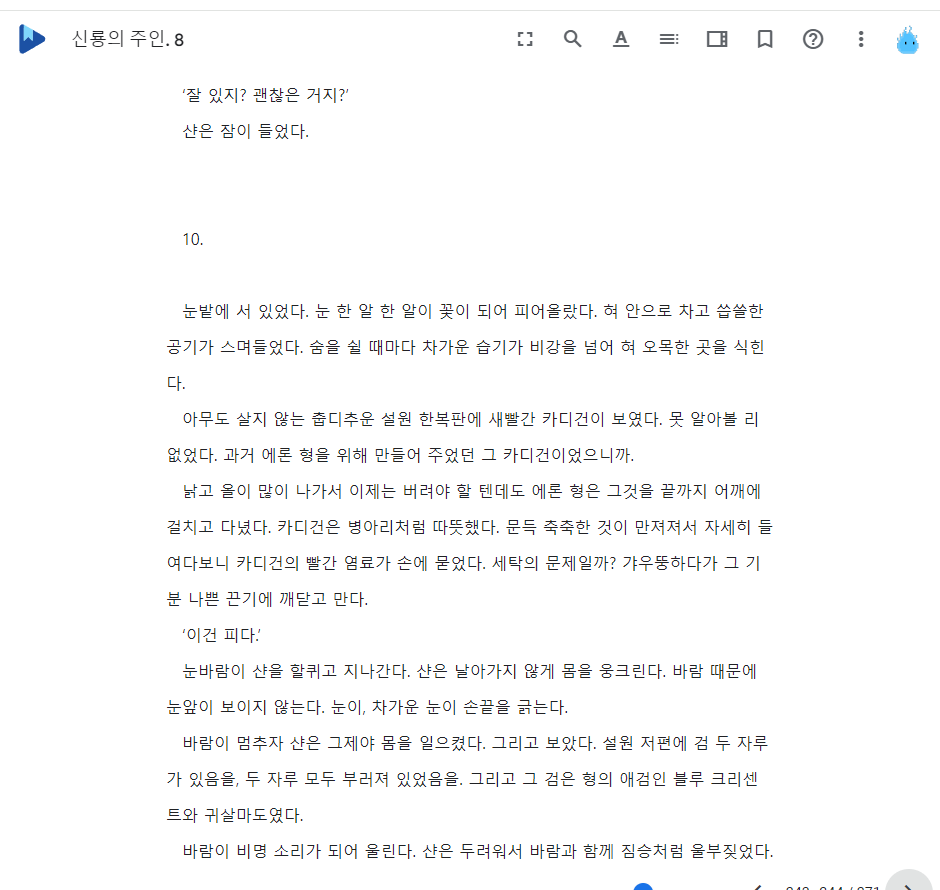 신룡의 주인. 8
‘잘 있지? 괜찮은 거지?’
샨은 잠이 들었다.
10.
눈밭에 서 있었다. 눈 한 알 한 알이 꽃이 되어 피어올랐다. 혀 안으로 차고 씁쓸한
공기가 스며들었다. 숨을 쉴 때마다 차가운 습기가 비강을 넘어 혀 오목한 곳을 식힌
다.
아무도 살지 않는 춥디추운 설원 한복판에 새빨간 카디건이 보였다. 못 알아볼 리
없었다. 과거 에론 형을 위해 만들어 주었던 그 카디건이었으니까.
낡고 올이 많이 나가서 이제는 버려야 할 텐데도 에론 형은 그것을 끝까지 어깨에
걸치고 다녔다. 카디건은 병아리처럼 따뜻했다. 문득 축축한 것이 만져져서 자세히 들
여다보니 카디건의 빨간 염료가 손에 묻었다. 세탁의 문제일까? 갸우뚱하다가 그 기
분 나쁜 끈기에 깨닫고 만다.
‘이건 피다.’
눈바람이 샨을 할퀴고 지나간다. 샨은 날아가지 않게 몸을 웅크린다. 바람 때문에
눈앞이 보이지 않는다. 눈이, 차가운 눈이 손끝을 긁는다.
바람이 멈추자 샨은 그제야 몸을 일으켰다. 그리고 보았다. 설원 저편에 검 두 자루
가 있음을, 두 자루 모두 부러져 있었음을. 그리고 그 검은 형의 애검인 블루 크리센
트와 귀살마도였다.
바람이 비명 소리가 되어 울린다. 샨은 두려워서 바람과 함께 짐승처럼 울부짖었다.